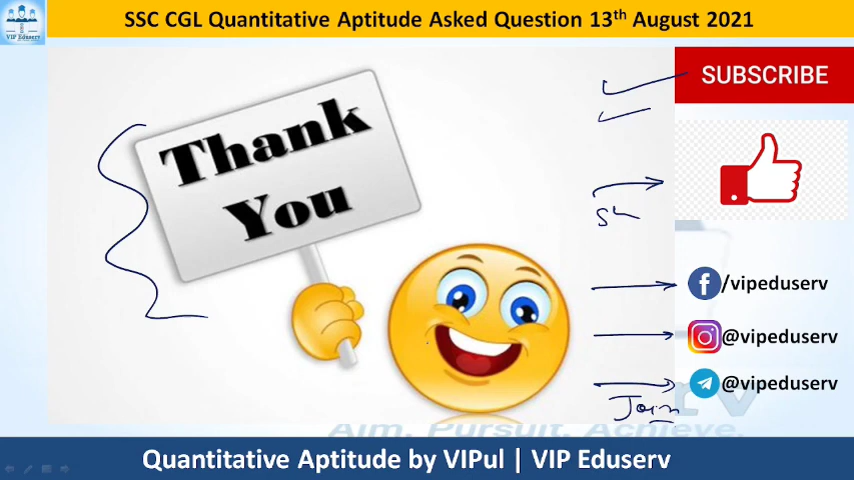 SSC CGL Quantitative Aptitude Asked Question 13th August 2021
VIP Eduserv
Thank
You
SUBSCRIBE
/vipeduserv
@vipeduserv
@vipeduserv
Join
Aim. Pursuit. Achieve.
Quantitative Aptitude by VIPul | VIP Eduserv